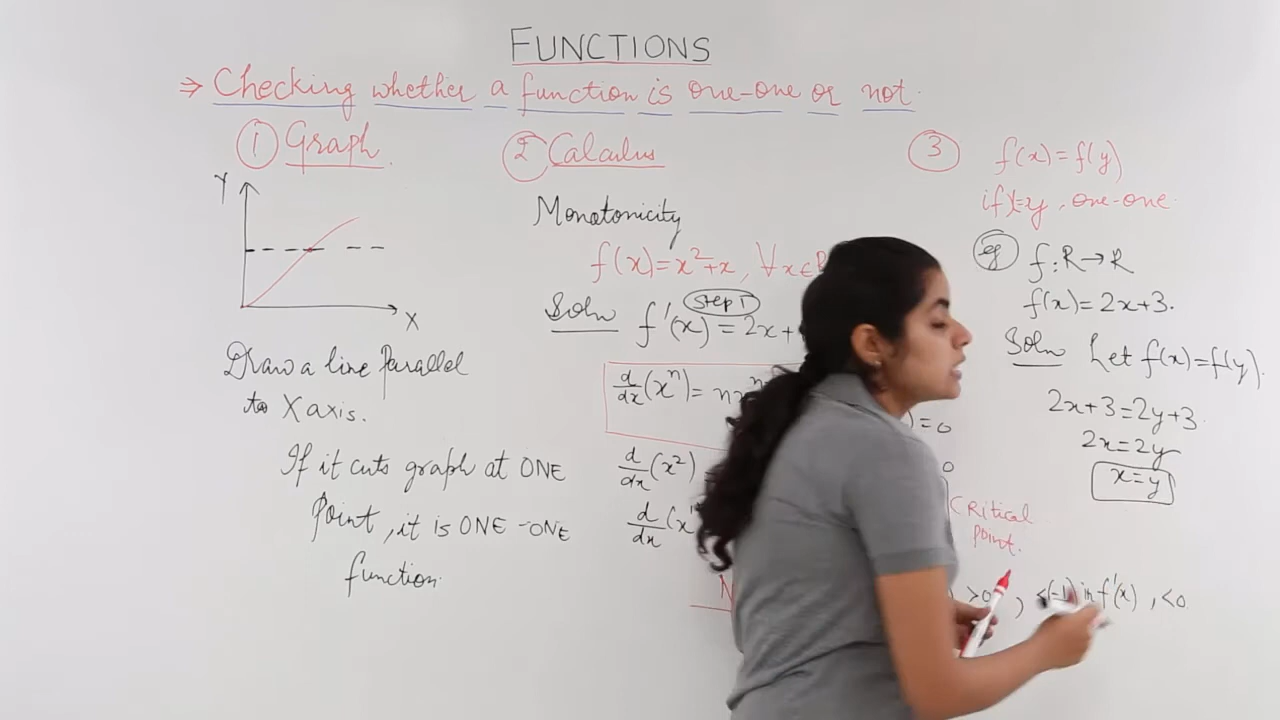 FUNCTIONS
⇒ Checking whether a function is one-one or not.
① Graph.
Y
X
Draw a line Parallel
to X axis.
If it cuts graph at ONE
Point, it is ONE-ONE
function.
② Calculus
Monotonicity
f(x)=x²+x, ∀x∈R
Soln Step 1
f'(x)=2x+
d/dx(xⁿ)=nxⁿ
)=0
d/dx(x²)=
0
d/dx(x
CRitical
point.
N
>0, <(-1) in f'(x), <0
③ f(x)=f(y)
if x=y, one-one
eg f:R→R
f(x)=2x+3.
Soln Let f(x)=f(y).
2x+3=2y+3.
2x=2y
x=y